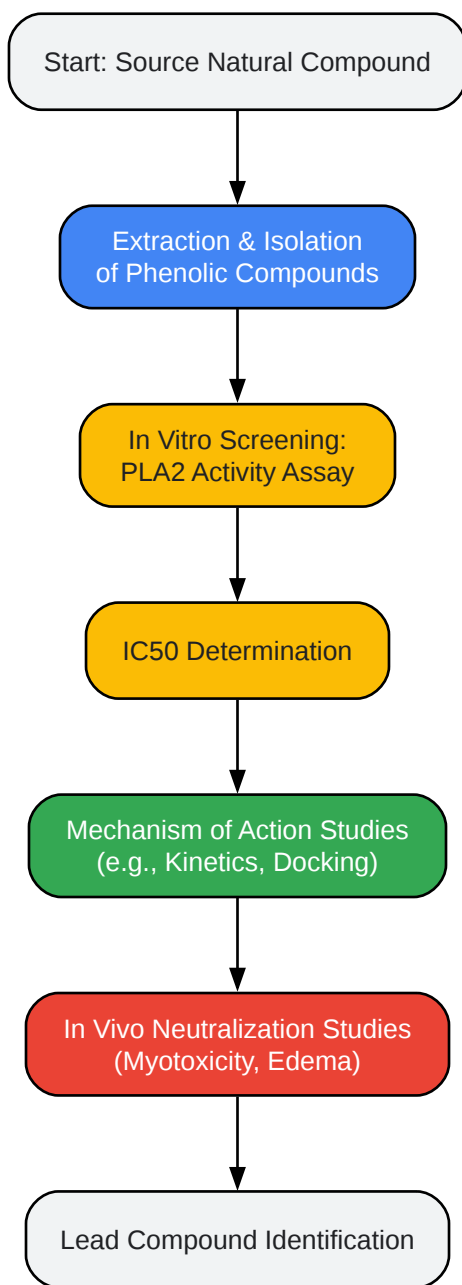 Start: Source Natural Compound
Extraction & Isolation
of Phenolic Compounds
In Vitro Screening:
PLA2 Activity Assay
IC50 Determination
Mechanism of Action Studies
(e.g., Kinetics, Docking)
In Vivo Neutralization Studies
(Myotoxicity, Edema)
Lead Compound Identification